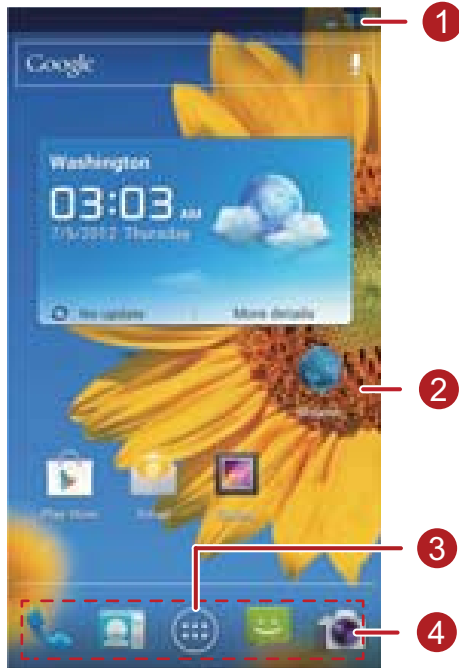 1
Google
Washington
03:03 AM
7/5/2012 Thursday
No update
More details
2
Play Store
3
4